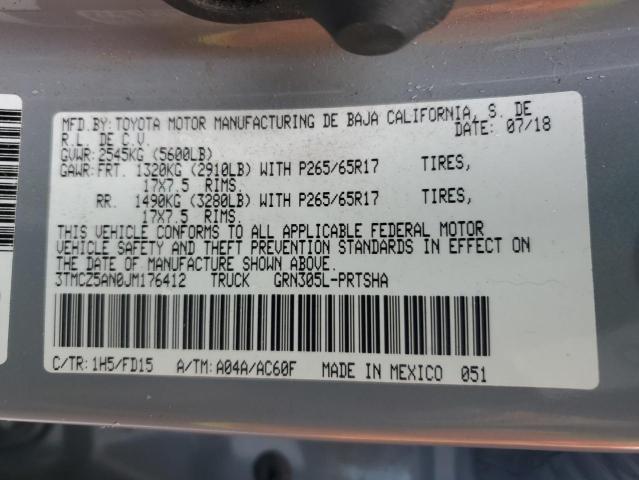 MFD.BY:TOYOTA MOTOR MANUFACTURING DE BAJA CALIFORNIA, S. DE
R.L. DE C.V. DATE: 07/18
GVWR:2545KG (5600LB)
GAWR:FRT. 1320KG (2910LB) WITH P265/65R17 TIRES,
17X7.5 RIMS.
RR. 1490KG (3280LB) WITH P265/65R17 TIRES,
17X7.5 RIMS.
THIS VEHICLE CONFORMS TO ALL APPLICABLE FEDERAL MOTOR
VEHICLE SAFETY AND THEFT PREVENTION STANDARDS IN EFFECT ON
THE DATE OF MANUFACTURE SHOWN ABOVE.
3TMCZ5AN0JM176412 TRUCK GRN305L-PRTSHA
C/TR:1H5/FD15 A/TM:A04A/AC60F MADE IN MEXICO 051